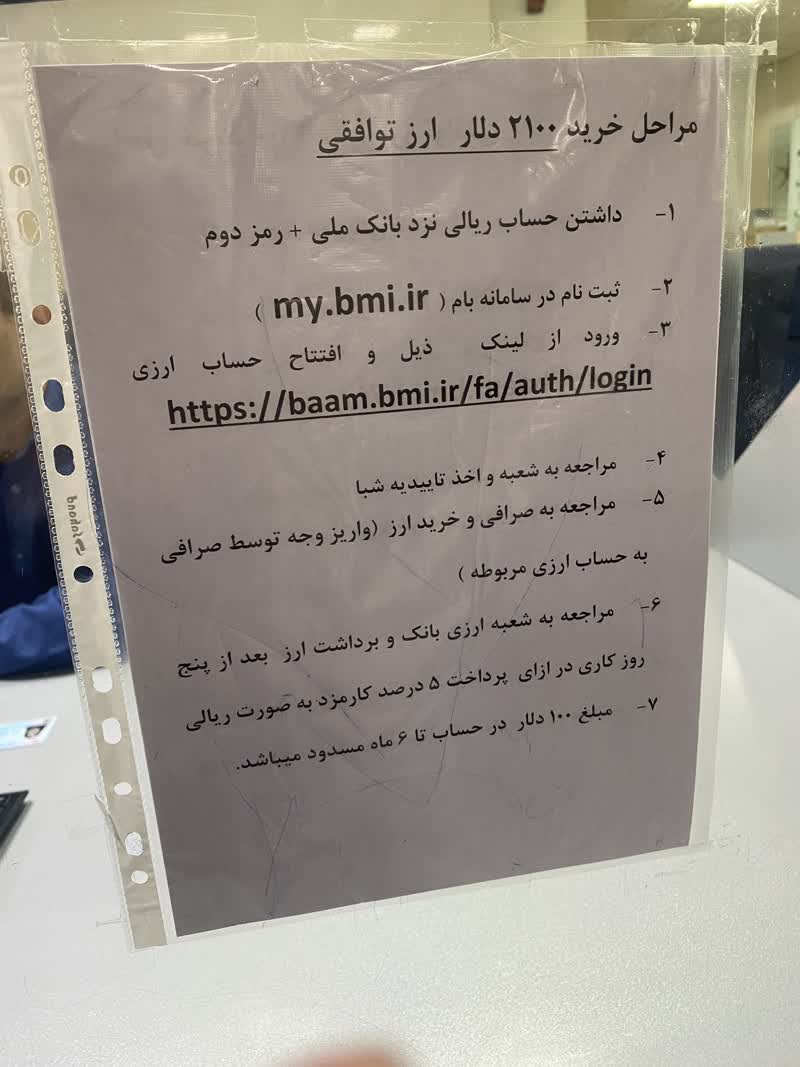 مراحل خرید ۲۱۰۰ دلار ارز توافقی
۱- داشتن حساب ریالی نزد بانک ملی + رمز دوم
۲- ثبت نام در سامانه بام ( my.bmi.ir )
۳- ورود از لینک ذیل و افتتاح حساب ارزی
https://baam.bmi.ir/fa/auth/login
۴- مراجعه به شعبه و اخذ تاییدیه شبا
۵- مراجعه به صرافی و خرید ارز (واریز وجه توسط صرافی
به حساب ارزی مربوطه )
۶- مراجعه به شعبه ارزی بانک و برداشت ارز بعد از پنج
روز کاری در ازای پرداخت ۵ درصد کارمزد به صورت ریالی
۷- مبلغ ۱۰۰ دلار در حساب تا ۶ ماه مسدود میباشد.